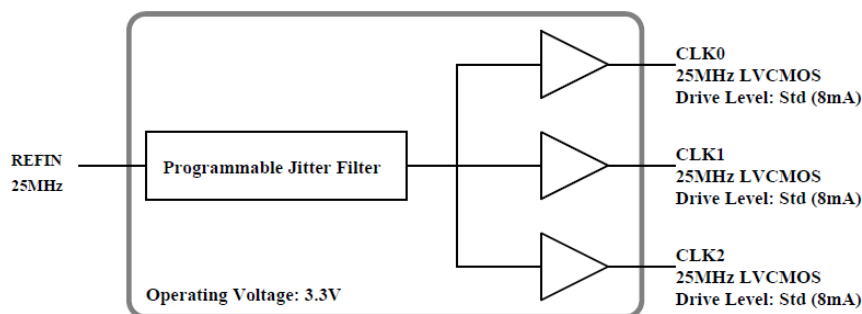 REFIN
25MHz
Programmable Jitter Filter
Operating Voltage: 3.3V
CLK0
25MHz LVCMOS
Drive Level: Std (8mA)
CLK1
25MHz LVCMOS
Drive Level: Std (8mA)
CLK2
25MHz LVCMOS
Drive Level: Std (8mA)